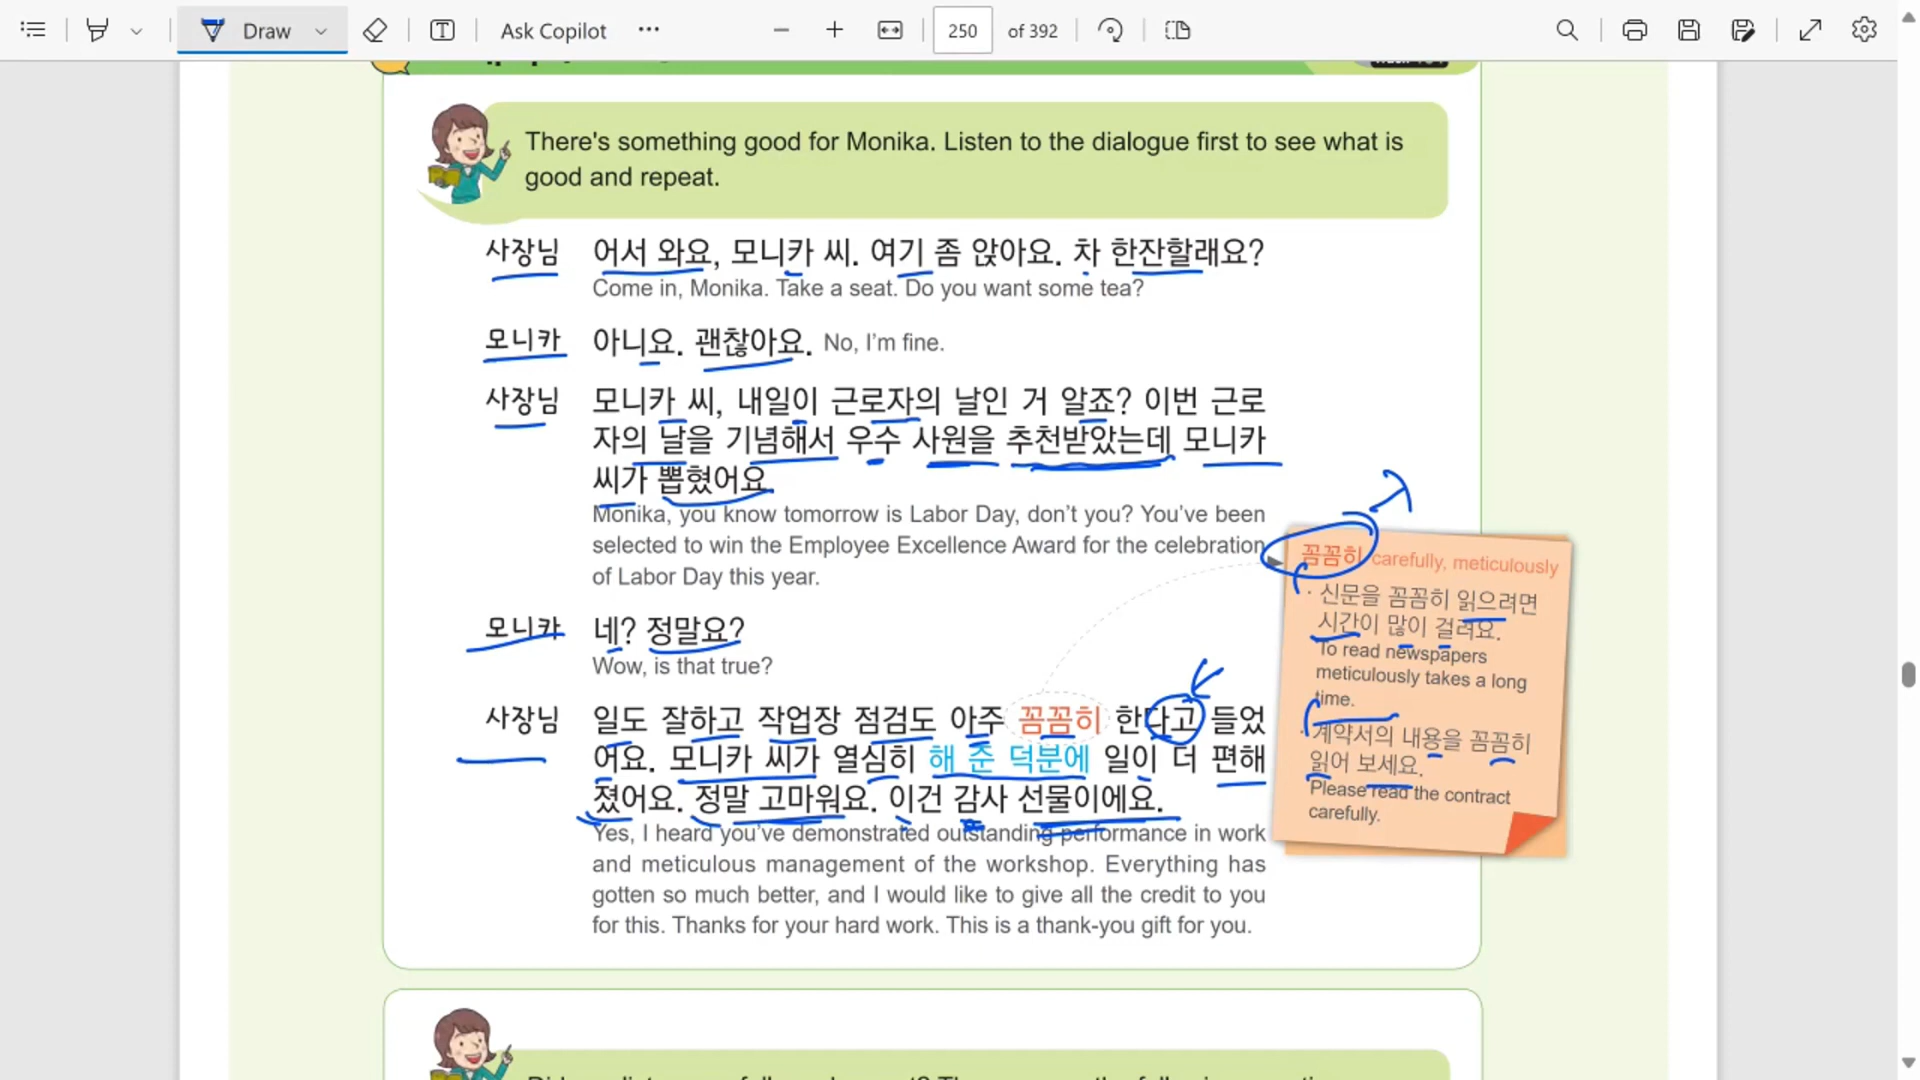 Draw
Ask Copilot
250 of 392
There's something good for Monika. Listen to the dialogue first to see what is
good and repeat.
사장님 어서 와요, 모니카 씨. 여기 좀 앉아요. 차 한잔할래요?
Come in, Monika. Take a seat. Do you want some tea?
모니카 아니요. 괜찮아요. No, I'm fine.
사장님 모니카 씨, 내일이 근로자의 날인 거 알죠? 이번 근로
자의 날을 기념해서 우수 사원을 추천받았는데 모니카
씨가 뽑혔어요.
Monika, you know tomorrow is Labor Day, don't you? You've been
selected to win the Employee Excellence Award for the celebration
of Labor Day this year.
모니카 네? 정말요?
Wow, is that true?
사장님 일도 잘하고 작업장 점검도 아주 꼼꼼히 한다고 들었
어요. 모니카 씨가 열심히 해 준 덕분에 일이 더 편해
졌어요. 정말 고마워요. 이건 감사 선물이에요.
Yes, I heard you've demonstrated outstanding performance in work
and meticulous management of the workshop. Everything has
gotten so much better, and I would like to give all the credit to you
for this. Thanks for your hard work. This is a thank-you gift for you.
꼼꼼히 carefully, meticulously
· 신문을 꼼꼼히 읽으려면
시간이 많이 걸려요.
To read newspapers
meticulously takes a long
time.
· 계약서의 내용을 꼼꼼히
읽어 보세요.
Please read the contract
carefully.